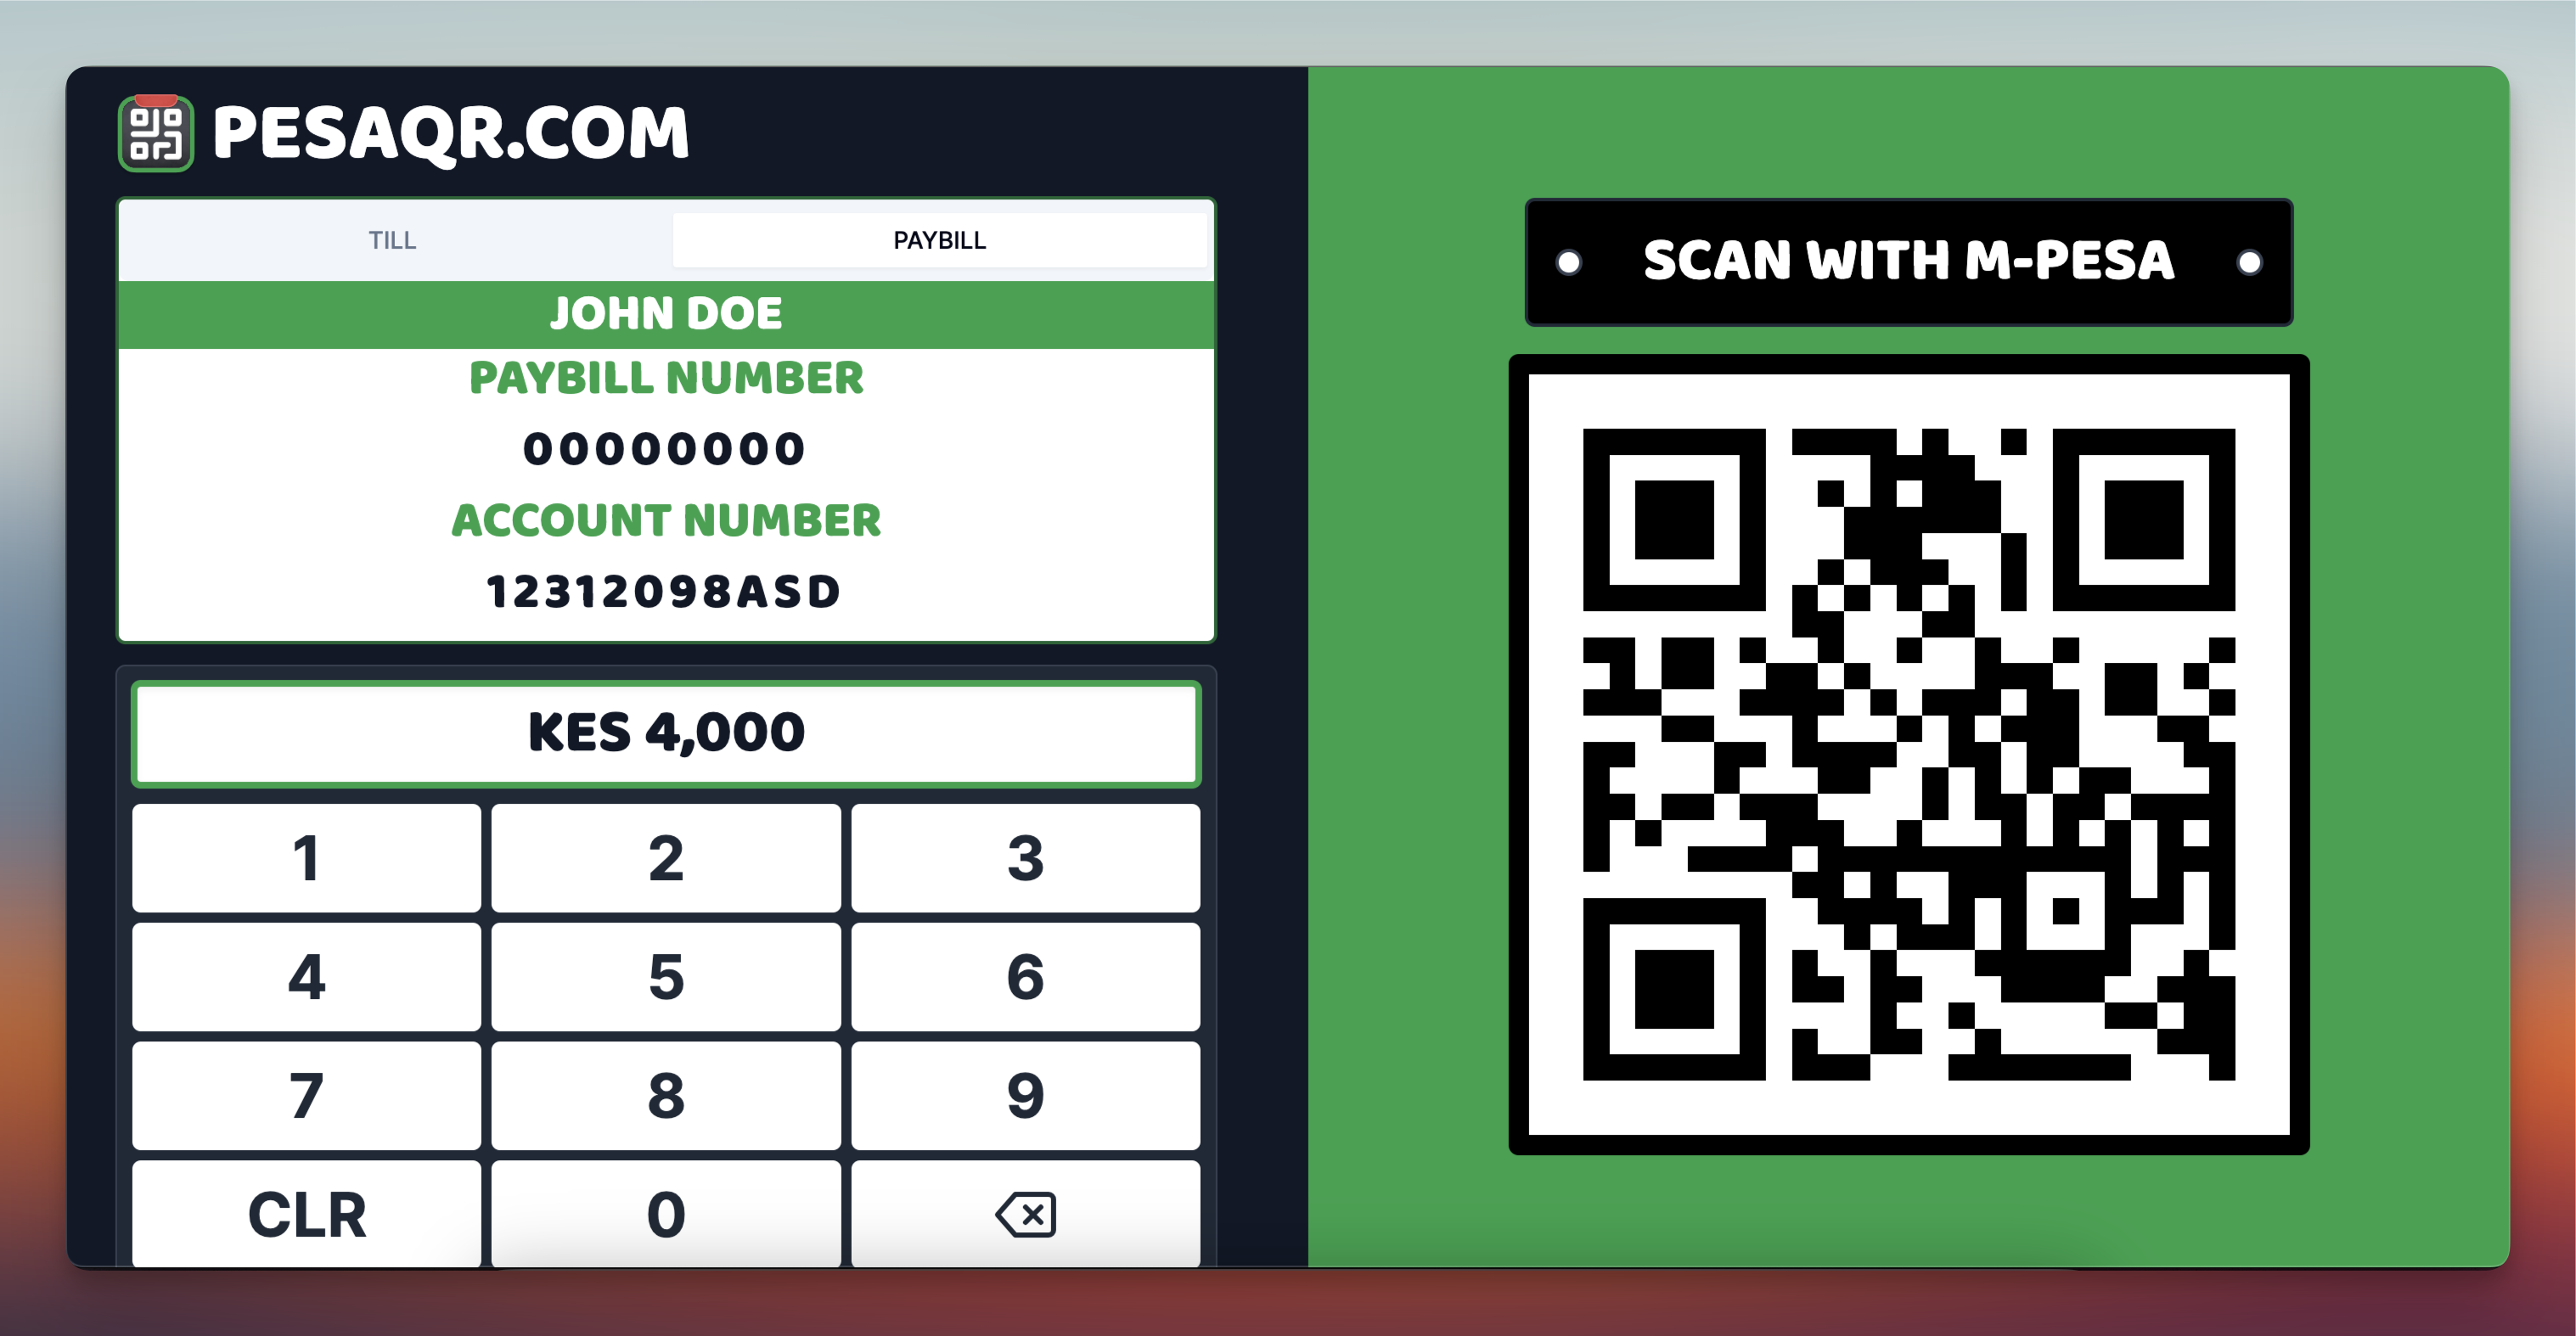 PESAQR.COM
TILL
PAYBILL
JOHN DOE
PAYBILL NUMBER
00000000
ACCOUNT NUMBER
12312098ASD
KES 4,000
1
2
3
4
5
6
7
8
9
CLR
0
SCAN WITH M-PESA